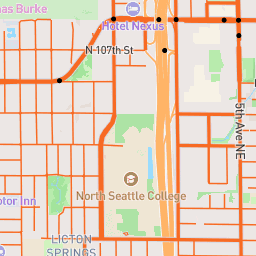 mas Burke
Hotel Nexus
N 107th St
5th Ave NE
North Seattle College
otor Inn
LICTON
SPRINGS